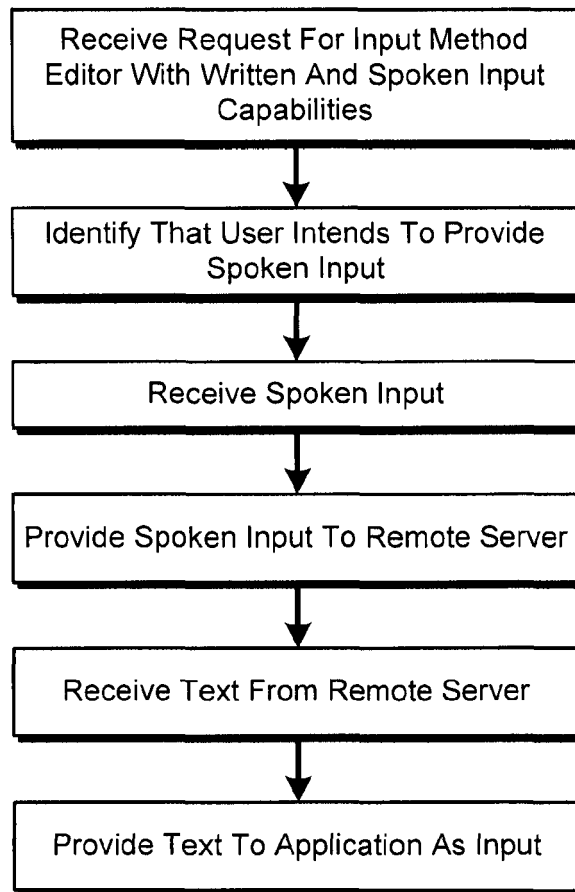 Receive Request For Input Method
Editor With Written And Spoken Input
Capabilities
Identify That User Intends To Provide
Spoken Input
Receive Spoken Input
Provide Spoken Input To Remote Server
Receive Text From Remote Server
Provide Text To Application As Input